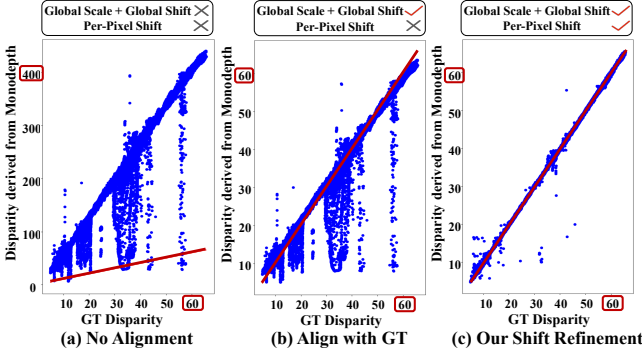 Global Scale + Global Shift ✕
Per-Pixel Shift ✕
Global Scale + Global Shift ✓
Per-Pixel Shift ✕
Global Scale + Global Shift ✓
Per-Pixel Shift ✓
Disparity derived from Monodepth
400
300
200
100
0
10 20 30 40 50 60
GT Disparity
(a) No Alignment
Disparity derived from Monodepth
60
50
40
30
20
10
10 20 30 40 50 60
GT Disparity
(b) Align with GT
Disparity derived from Monodepth
60
50
40
30
20
10
10 20 30 40 50 60
GT Disparity
(c) Our Shift Refinement